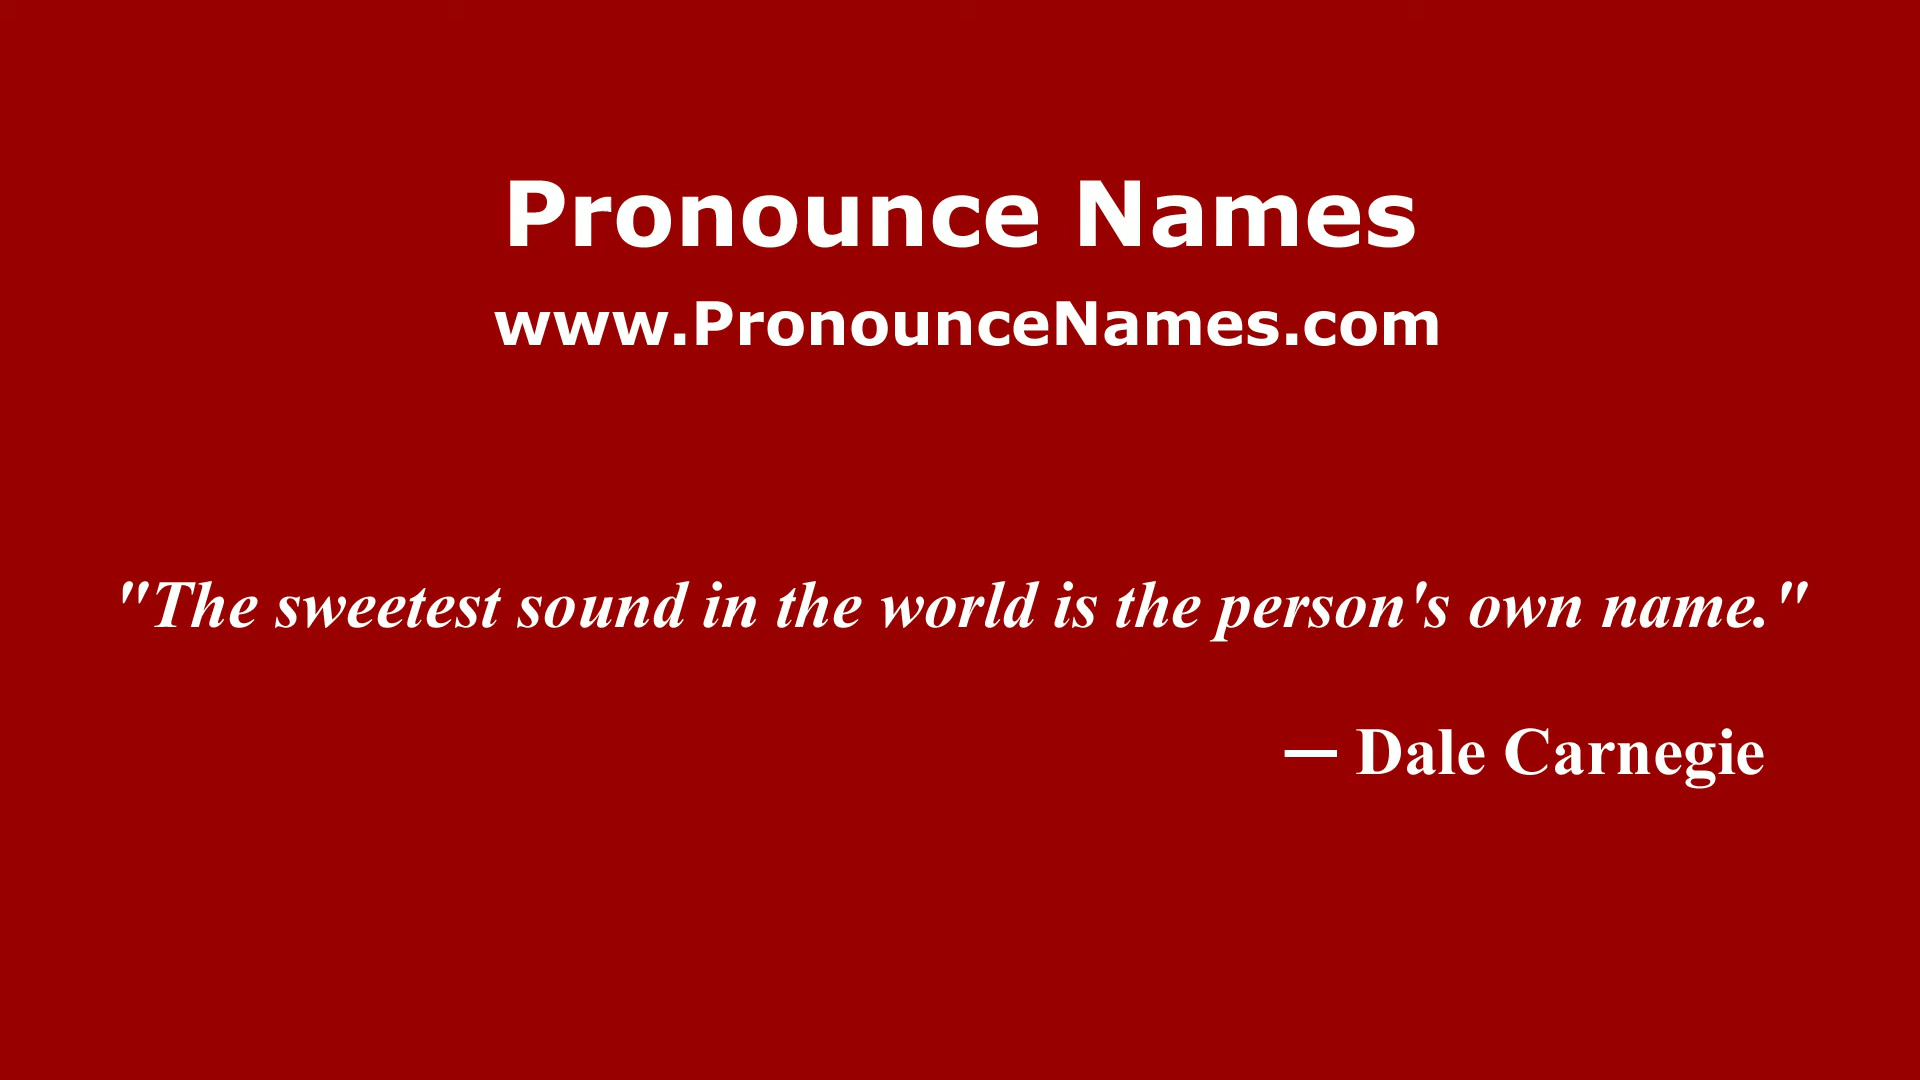 Pronounce Names
www.PronounceNames.com
"The sweetest sound in the world is the person's own name."
— Dale Carnegie